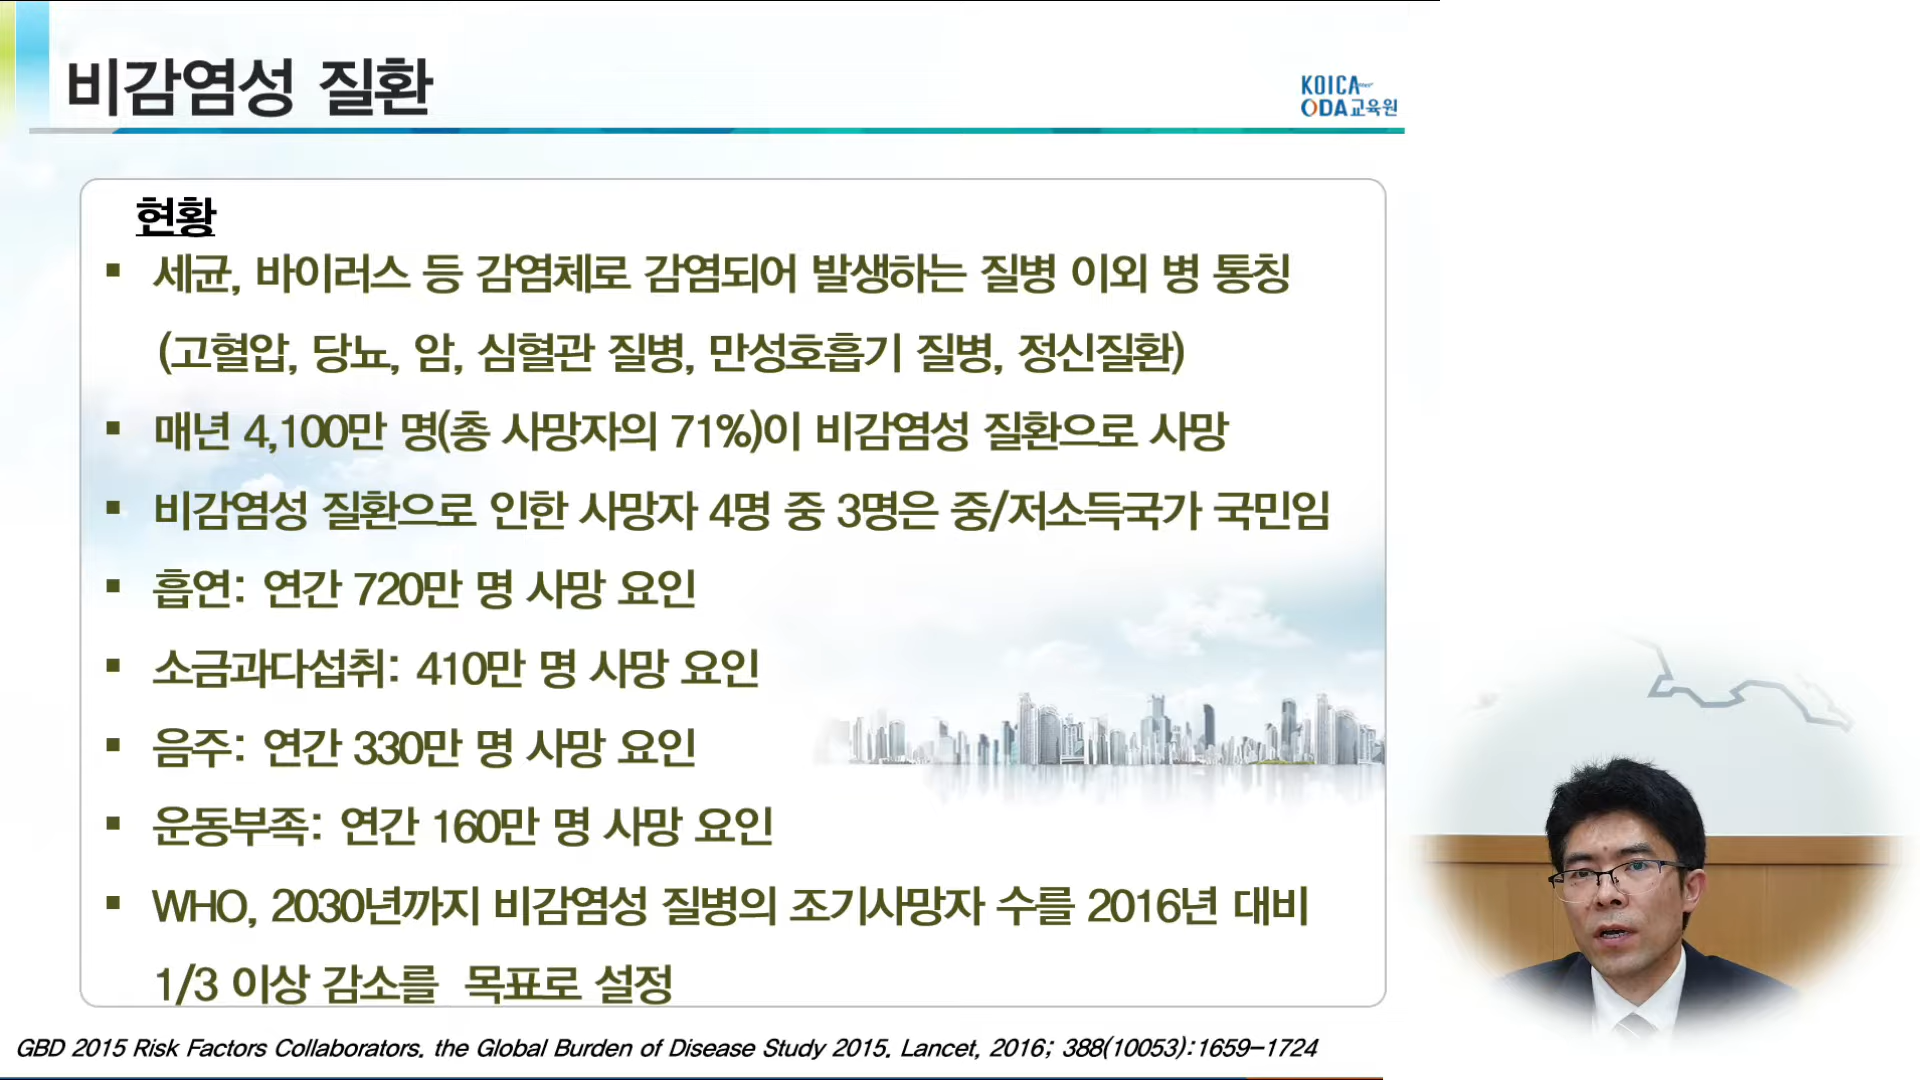 비감염성 질환
KOICA
ODA교육원
현황
▪ 세균, 바이러스 등 감염체로 감염되어 발생하는 질병 이외 병 통칭
(고혈압, 당뇨, 암, 심혈관 질병, 만성호흡기 질병, 정신질환)
▪ 매년 4,100만 명(총 사망자의 71%)이 비감염성 질환으로 사망
▪ 비감염성 질환으로 인한 사망자 4명 중 3명은 중/저소득국가 국민임
▪ 흡연: 연간 720만 명 사망 요인
▪ 소금과다섭취: 410만 명 사망 요인
▪ 음주: 연간 330만 명 사망 요인
▪ 운동부족: 연간 160만 명 사망 요인
▪ WHO, 2030년까지 비감염성 질병의 조기사망자 수를 2016년 대비
1/3 이상 감소를 목표로 설정
GBD 2015 Risk Factors Collaborators. the Global Burden of Disease Study 2015. Lancet, 2016; 388(10053):1659-1724